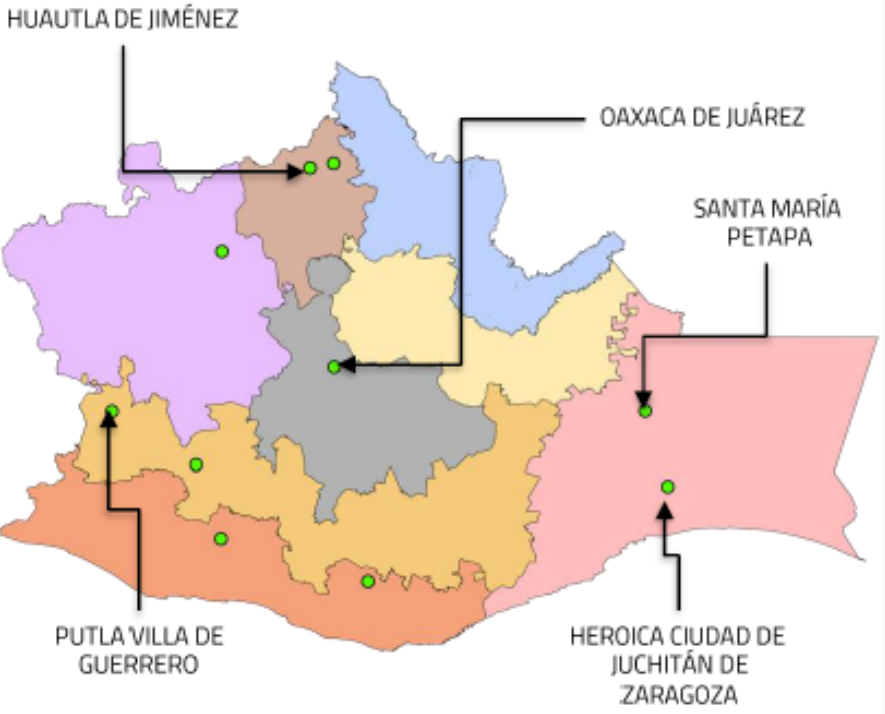 HUAUTLA DE JIMÉNEZ
OAXACA DE JUÁREZ
SANTA MARÍA
PETAPA
PUTLA VILLA DE
GUERRERO
HEROICA CIUDAD DE
JUCHITÁN DE
ZARAGOZA